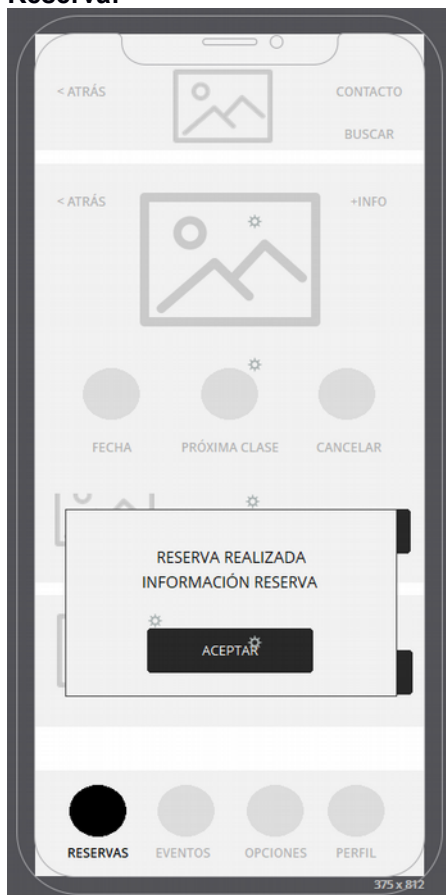 Reserva:
< ATRÁS CONTACTO
BUSCAR
< ATRÁS +INFO
FECHA PRÓXIMA CLASE CANCELAR
RESERVA REALIZADA
INFORMACIÓN RESERVA
ACEPTAR
RESERVAS EVENTOS OPCIONES PERFIL
375 x 812